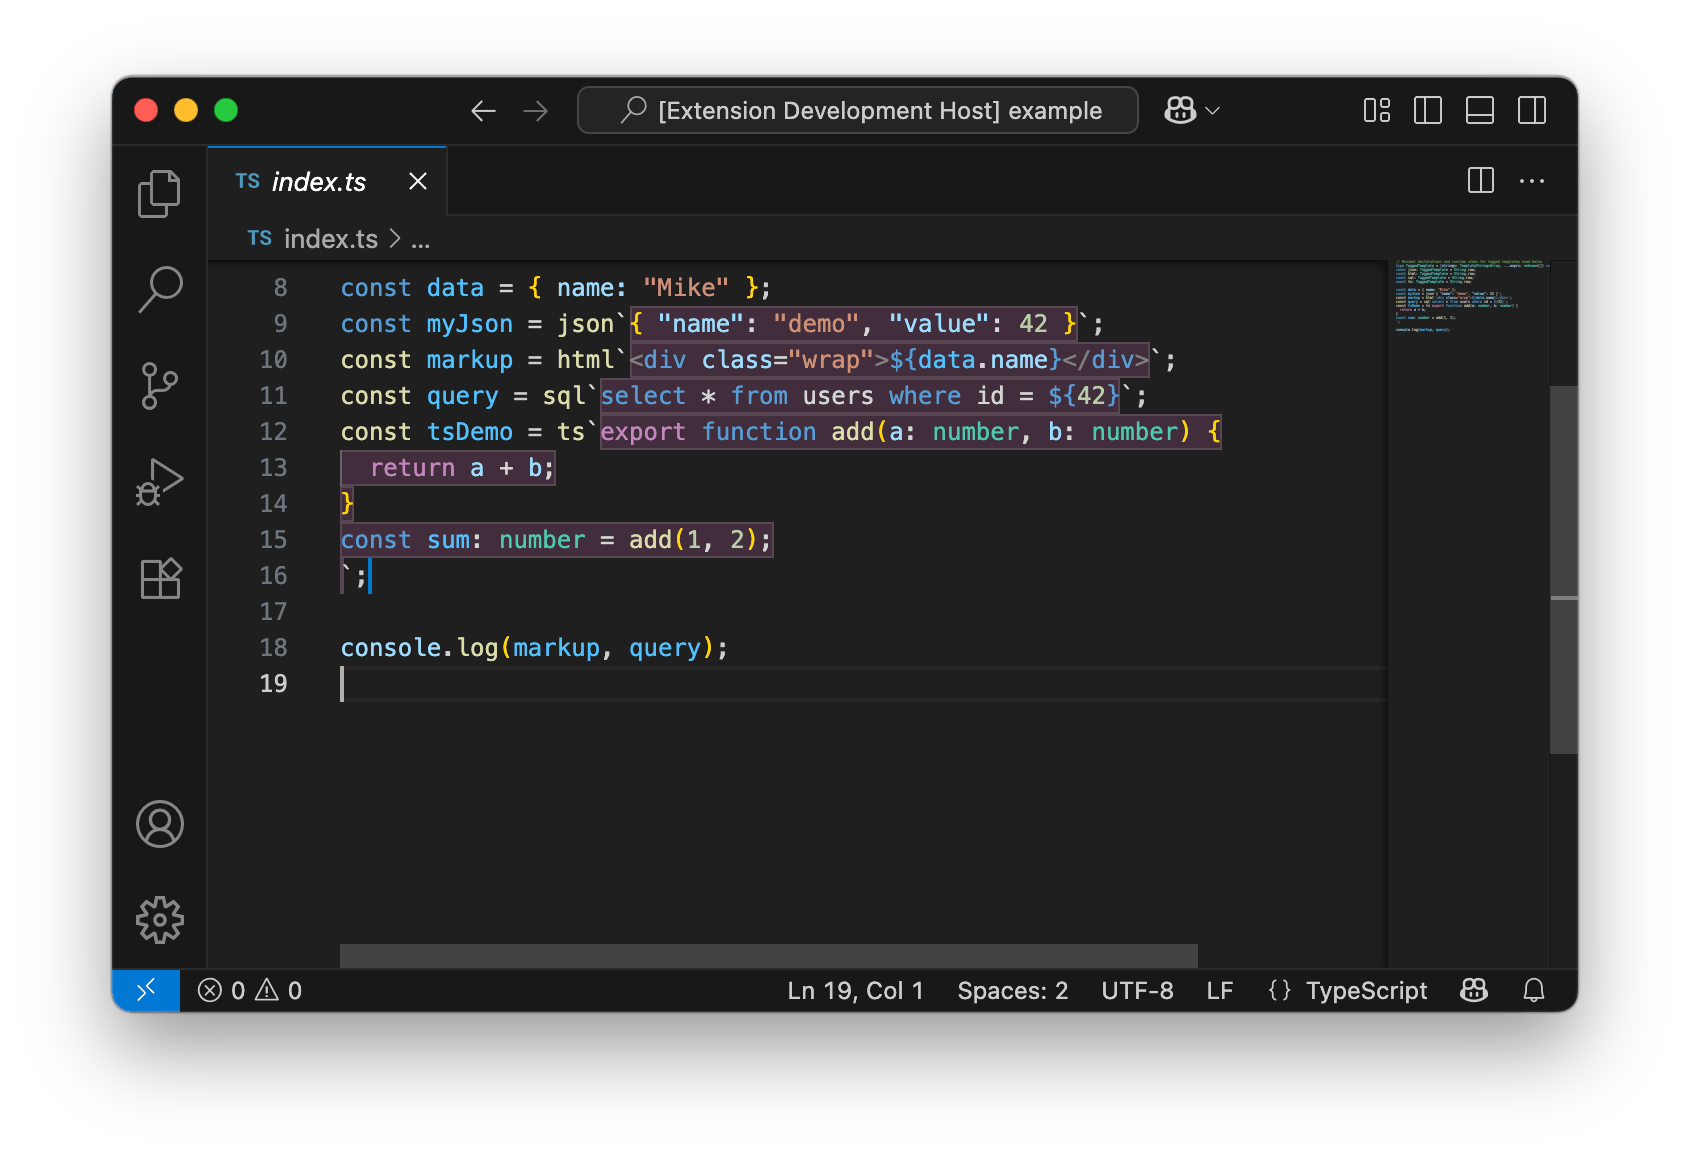 [Extension Development Host] example
TS index.ts
TS index.ts > ...
8 const data = { name: "Mike" };
9 const myJson = json`{ "name": "demo", "value": 42 }`;
10 const markup = html`<div class="wrap">${data.name}</div>`;
11 const query = sql`select * from users where id = ${42}`;
12 const tsDemo = ts`export function add(a: number, b: number) {
13   return a + b;
14 }
15 const sum: number = add(1, 2);
16 `;
17
18 console.log(markup, query);
19
0 0 Ln 19, Col 1 Spaces: 2 UTF-8 LF {} TypeScript